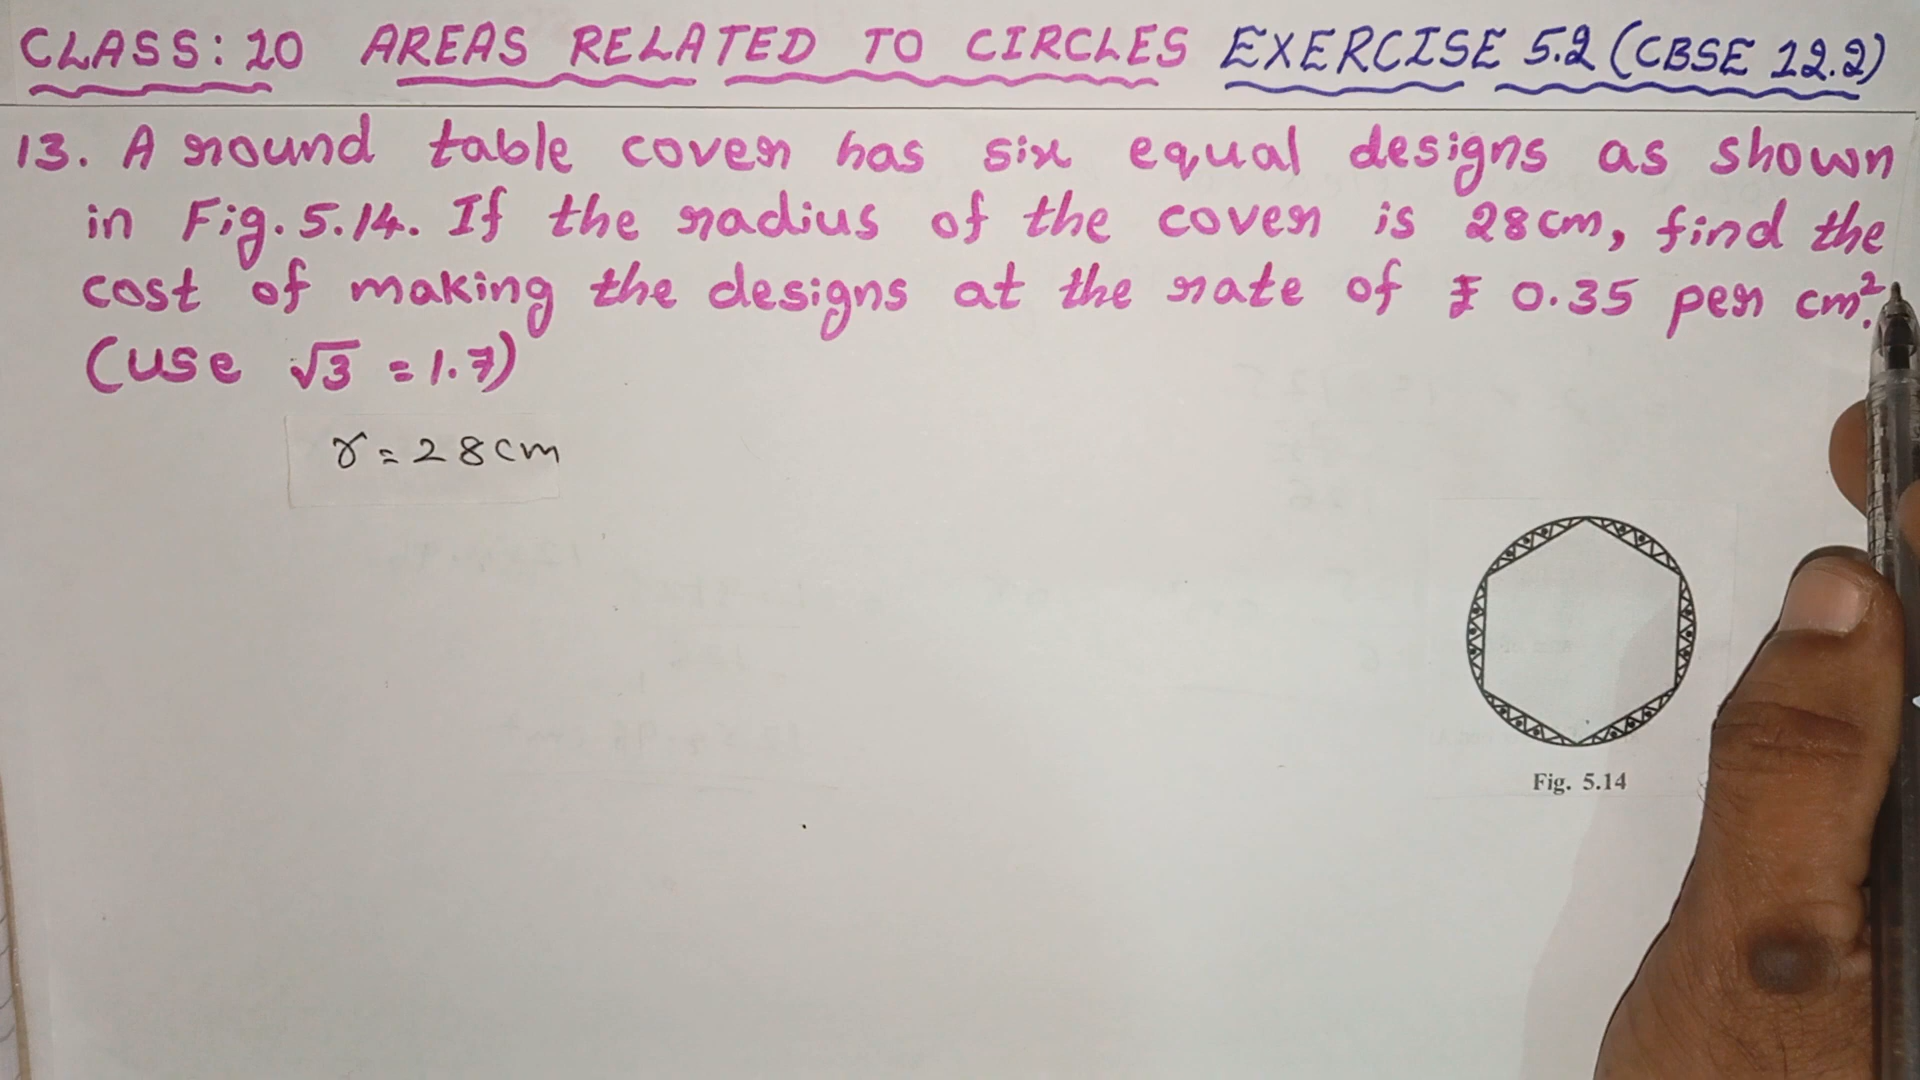 CLASS: 10 AREAS RELATED TO CIRCLES EXERCISE 5.2 (CBSE 12.2)
13. A round table cover has six equal designs as shown
in Fig. 5.14. If the radius of the cover is 28cm, find the
cost of making the designs at the rate of ₹ 0.35 per cm².
(use √3 = 1.7)
r = 28cm
Fig. 5.14